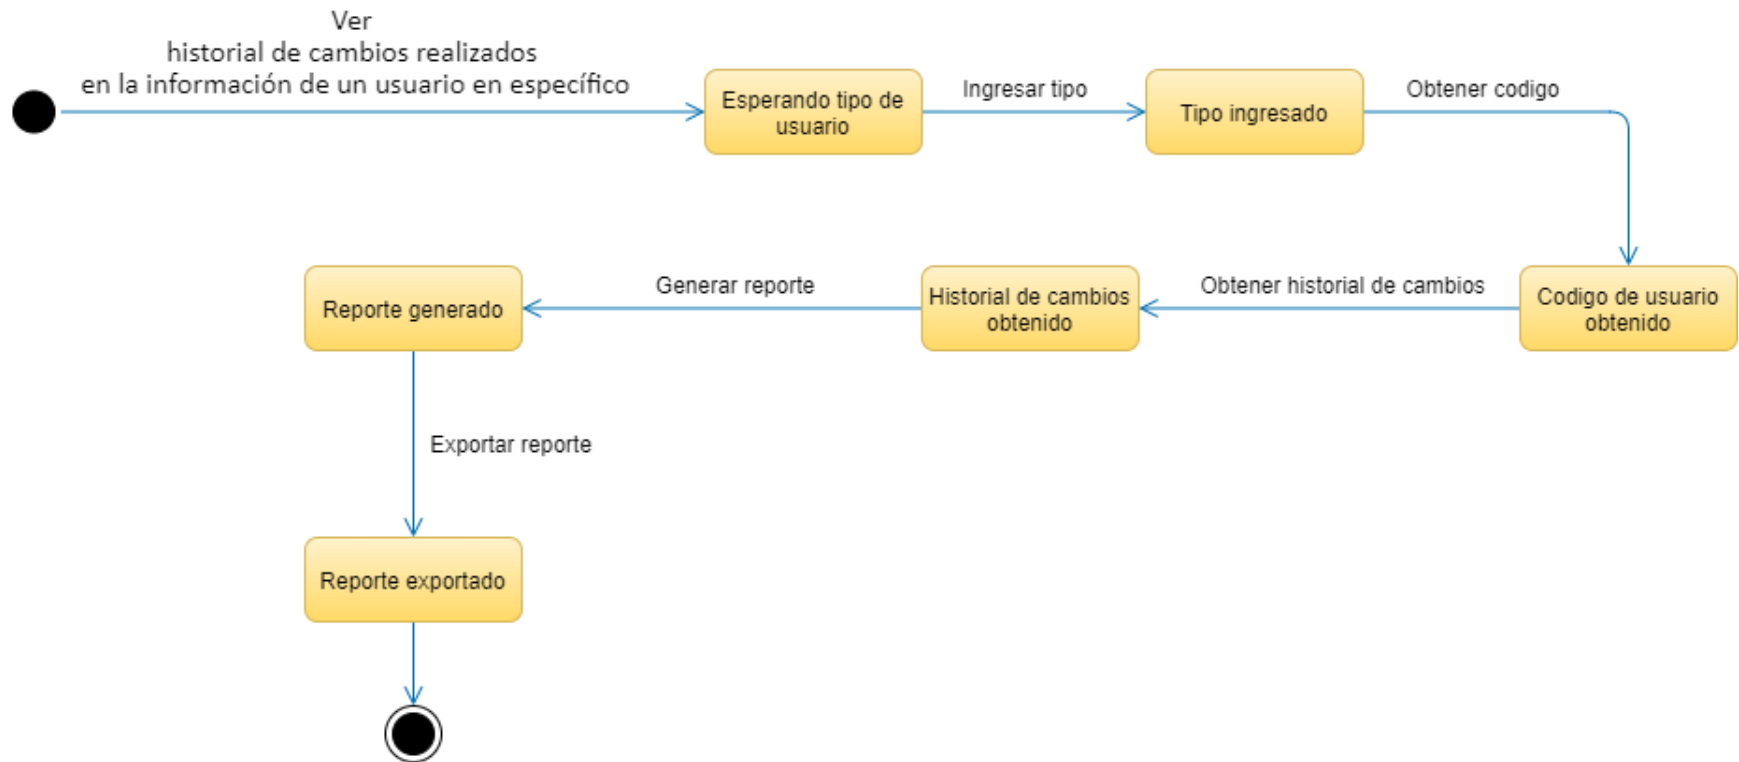 Ver
historial de cambios realizados
en la información de un usuario en específico
Esperando tipo de
usuario
Ingresar tipo
Tipo ingresado
Obtener codigo
Codigo de usuario
obtenido
Obtener historial de cambios
Historial de cambios
obtenido
Generar reporte
Reporte generado
Exportar reporte
Reporte exportado